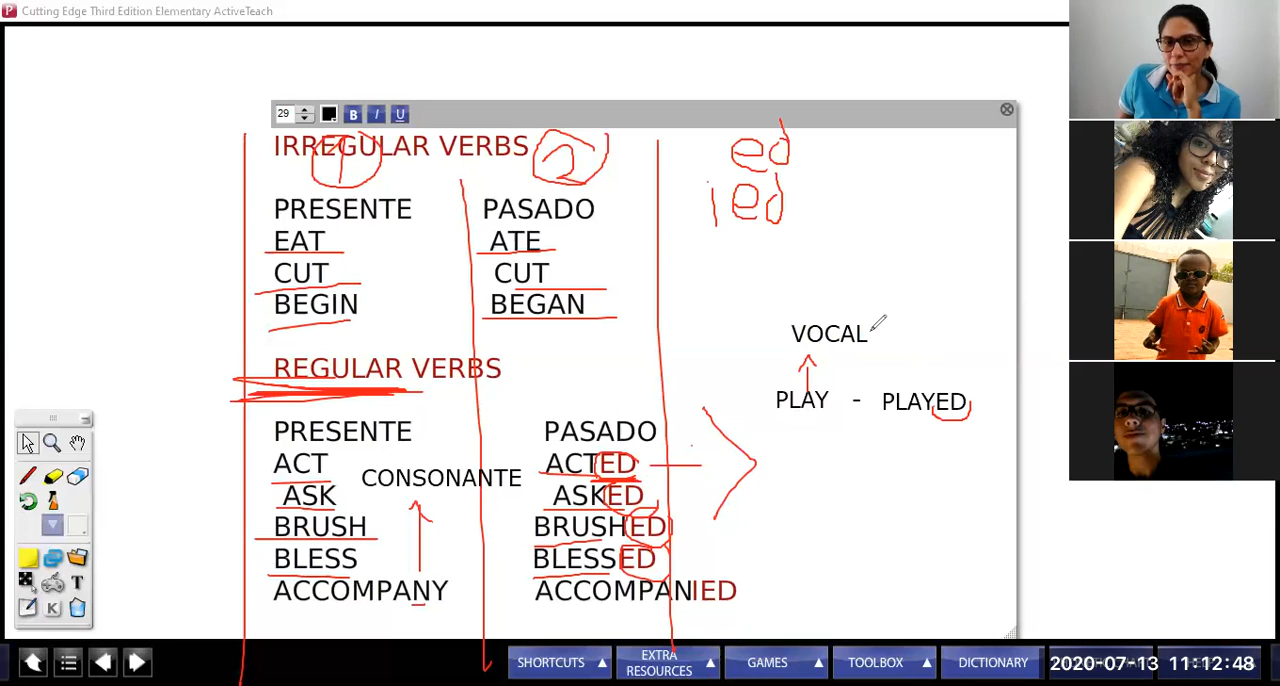 Cutting Edge Third Edition Elementary ActiveTeach
29 B I U
IRREGULAR VERBS
1 2
ed
ied
PRESENTE PASADO
EAT ATE
CUT CUT
BEGIN BEGAN
VOCAL
PLAY - PLAYED
REGULAR VERBS
PRESENTE PASADO
ACT ACTED
CONSONANTE
ASK ASKED
BRUSH BRUSHED
BLESS BLESSED
ACCOMPANY ACCOMPANIED
T
K
SHORTCUTS
EXTRA
RESOURCES
GAMES
TOOLBOX
DICTIONARY
2020-07-13 11:12:48